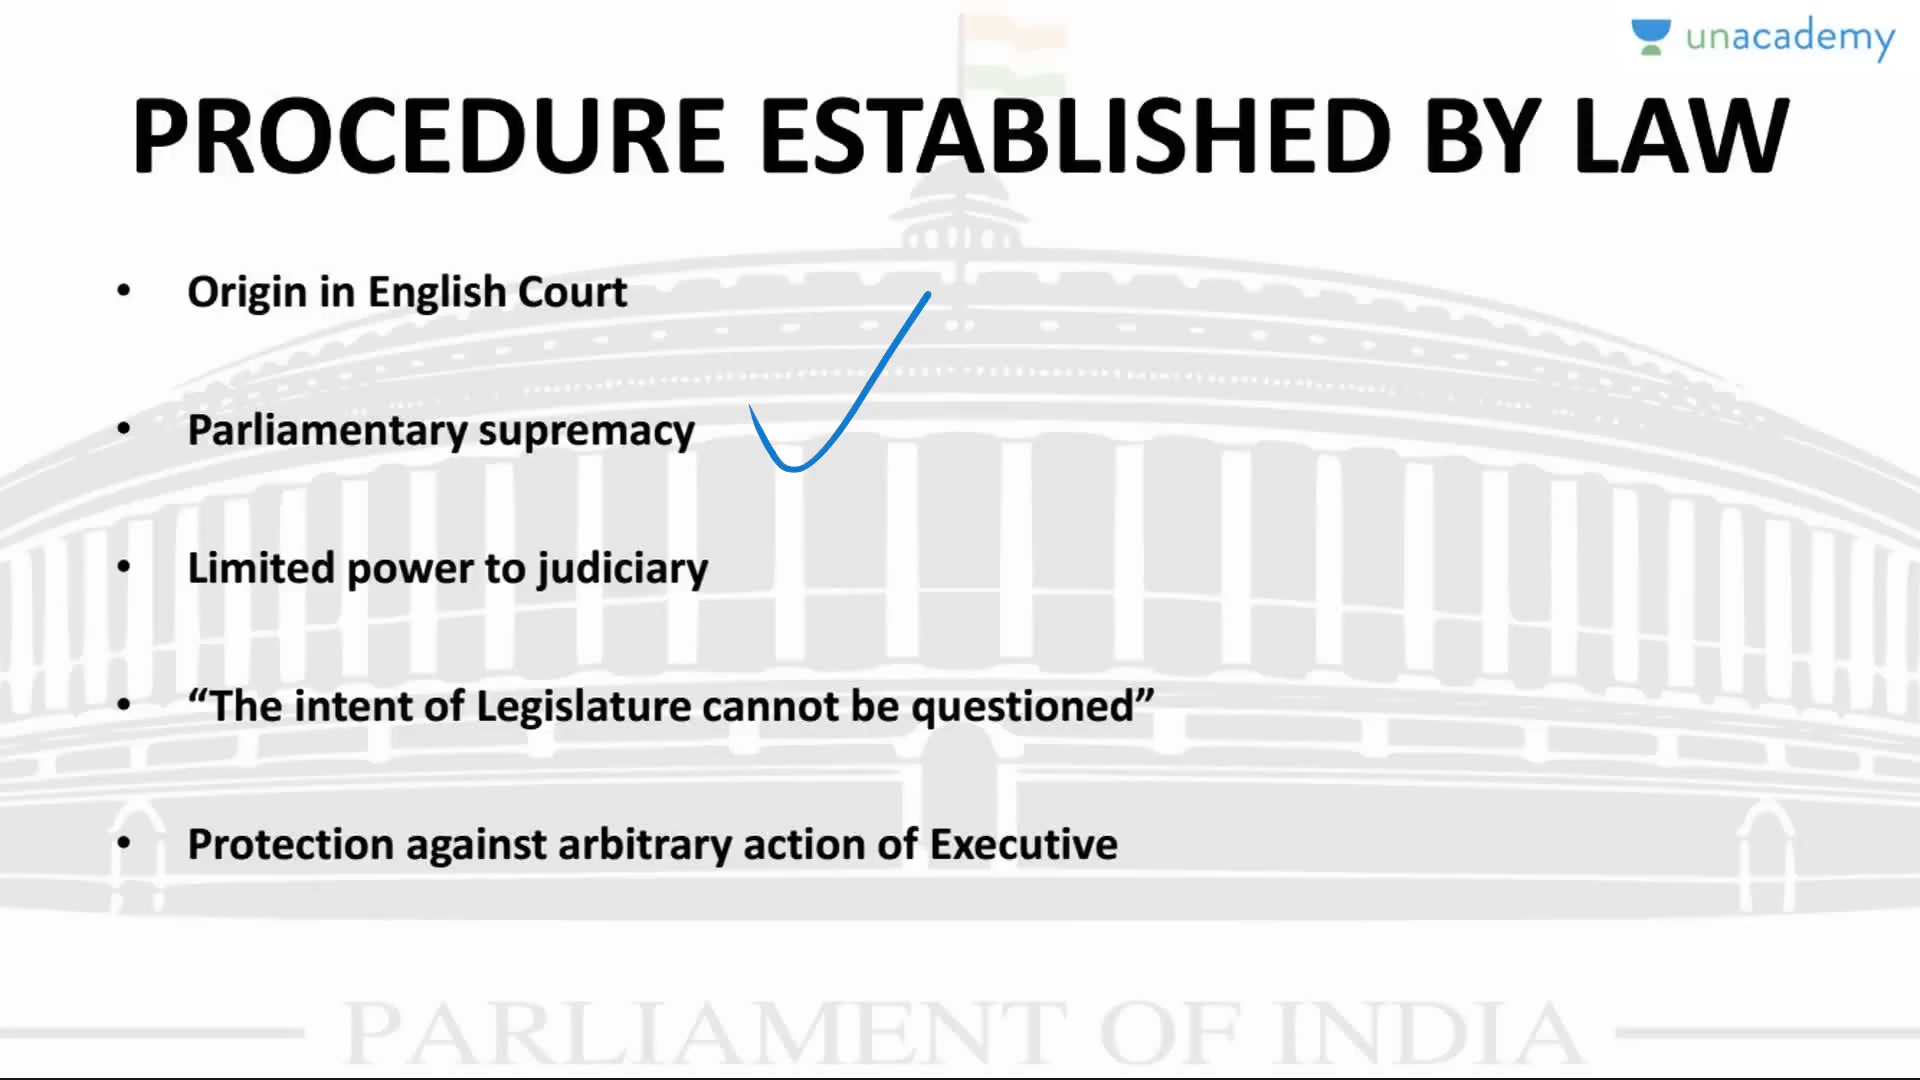 unacademy
PROCEDURE ESTABLISHED BY LAW
• Origin in English Court
• Parliamentary supremacy
• Limited power to judiciary
• “The intent of Legislature cannot be questioned”
• Protection against arbitrary action of Executive
PARLIAMENT OF INDIA